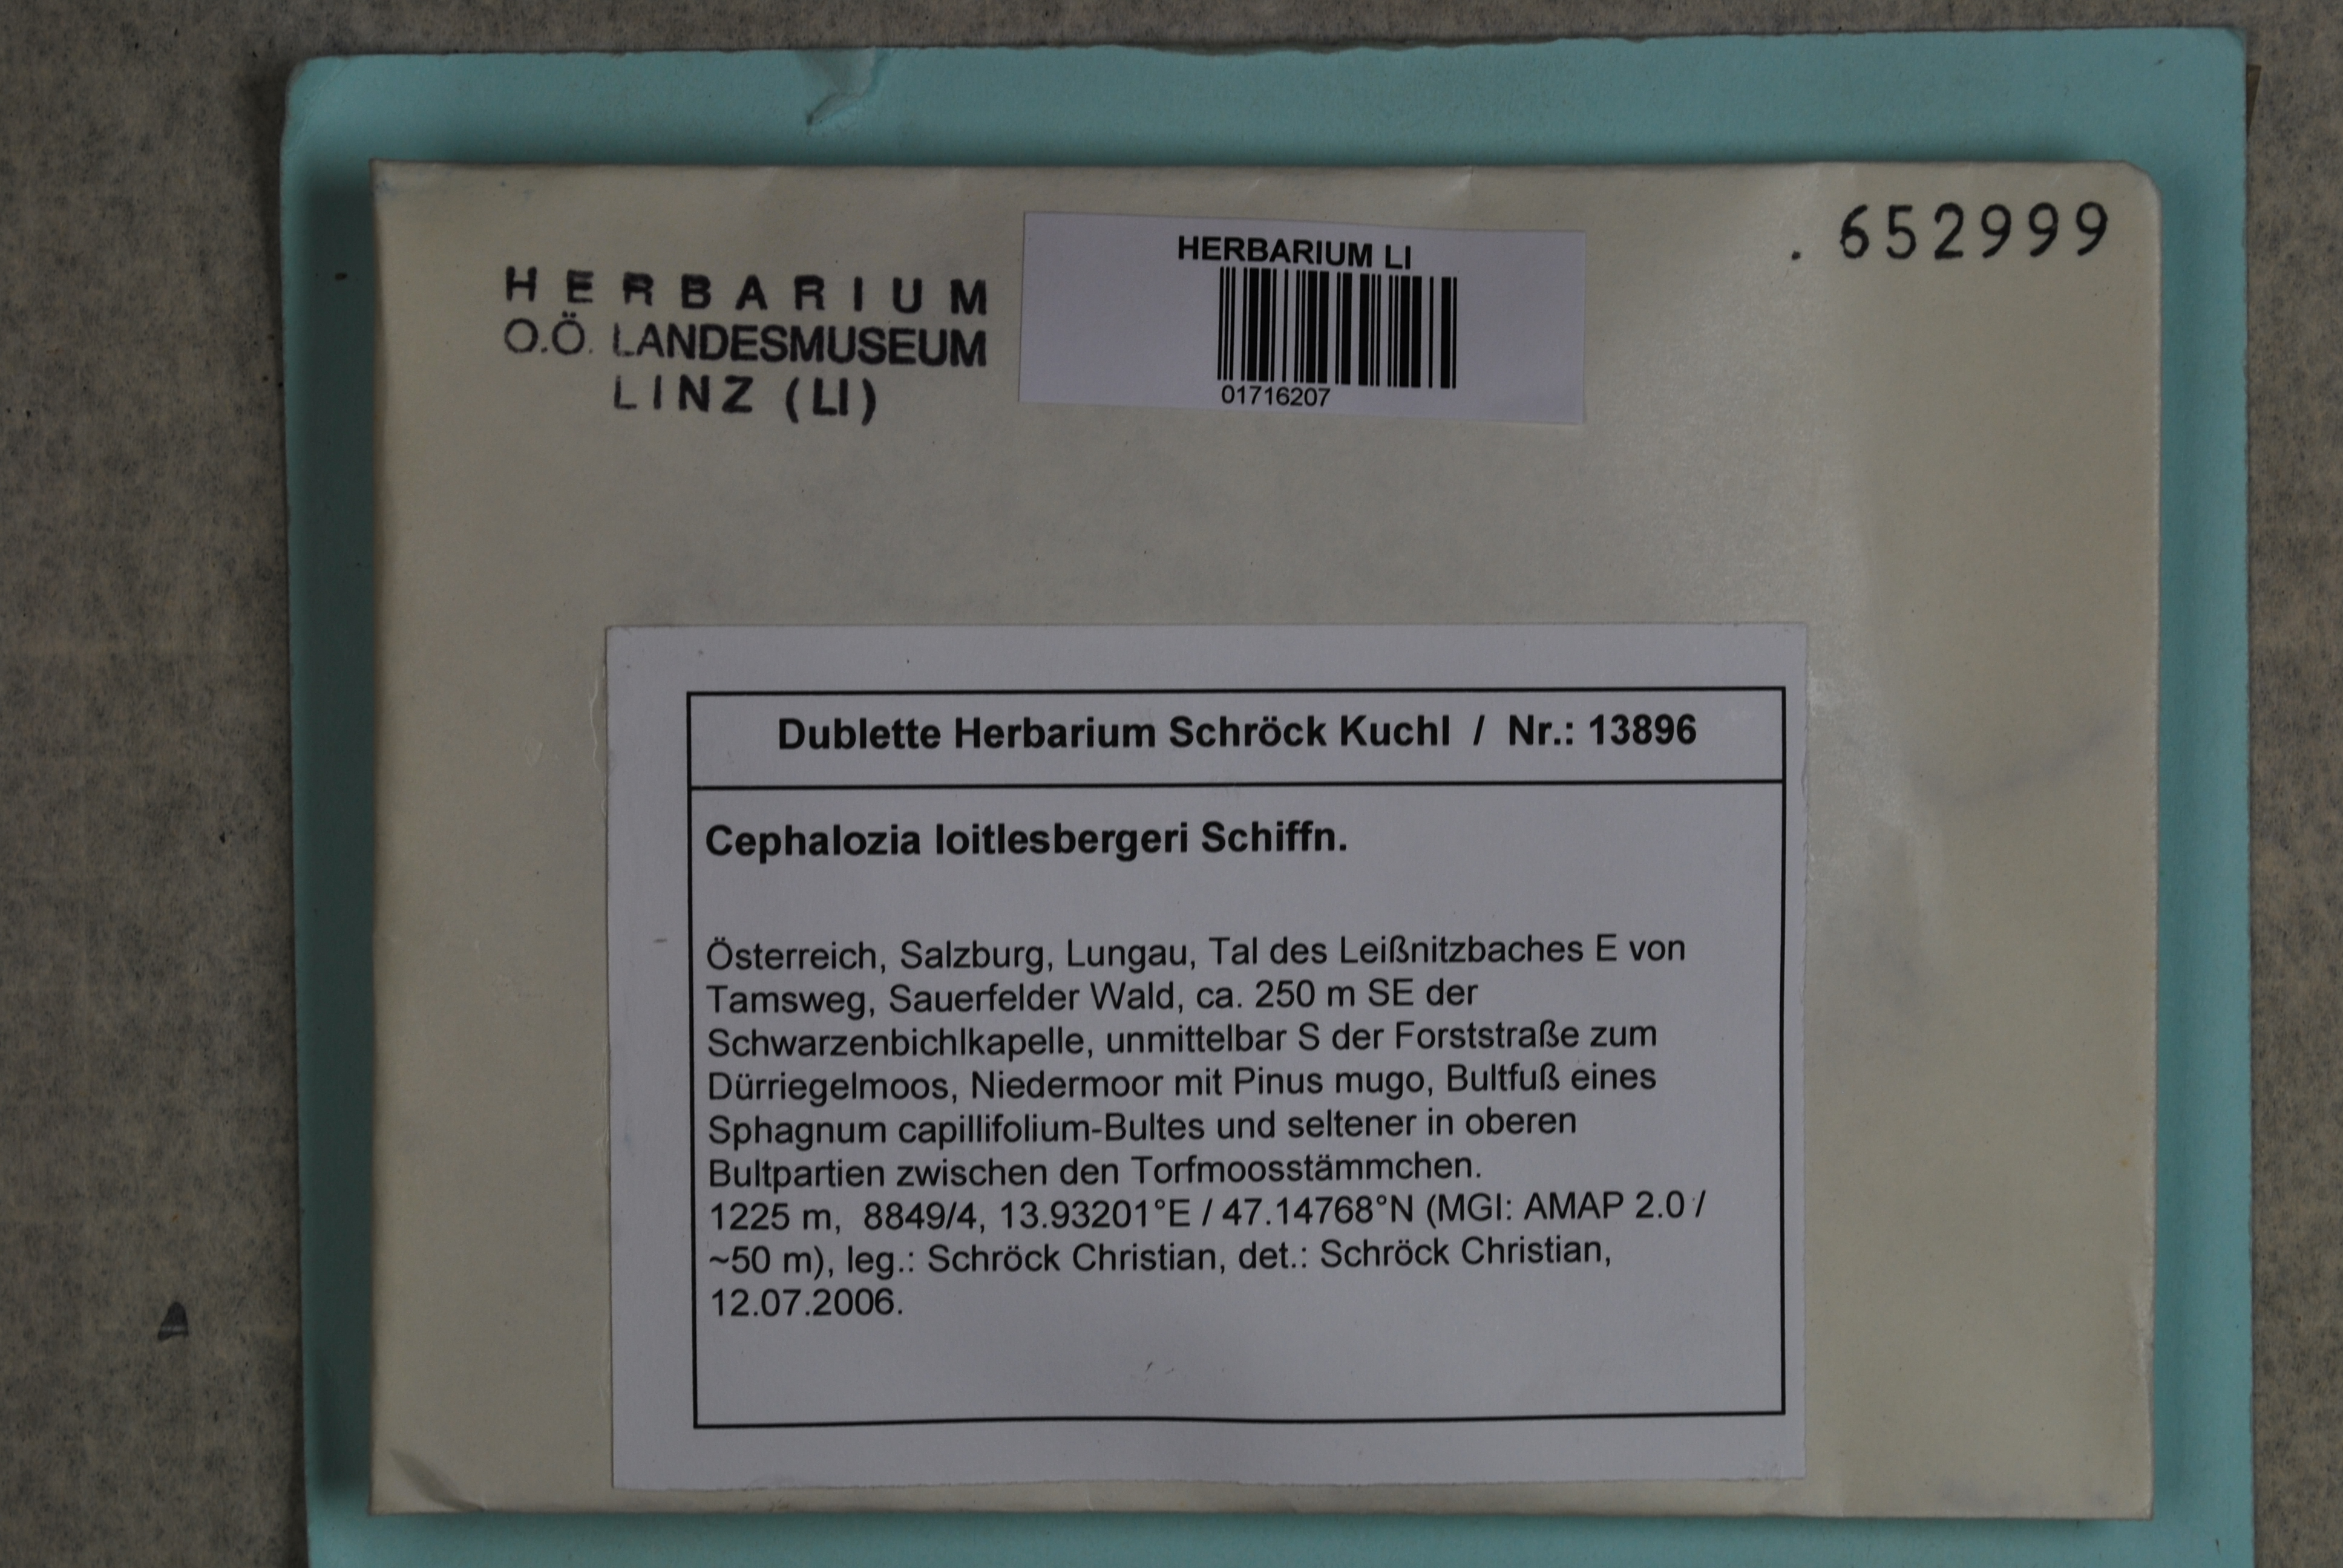 HERBARIUM
O.Ö. LANDESMUSEUM
LINZ (LI)
HERBARIUM LI
01716207
. 652999
Dublette Herbarium Schröck Kuchl / Nr.: 13896
Cephalozia loitlesbergeri Schiffn.
Österreich, Salzburg, Lungau, Tal des Leißnitzbaches E von
Tamsweg, Sauerfelder Wald, ca. 250 m SE der
Schwarzenbichlkapelle, unmittelbar S der Forststraße zum
Dürriegelmoos, Niedermoor mit Pinus mugo, Bultfuß eines
Sphagnum capillifolium-Bultes und seltener in oberen
Bultpartien zwischen den Torfmoosstämmchen.
1225 m, 8849/4, 13.93201°E / 47.14768°N (MGI: AMAP 2.0 /
~50 m), leg.: Schröck Christian, det.: Schröck Christian,
12.07.2006.